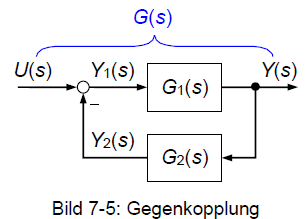 G(s)
U(s) Y₁(s) G₁(s) Y(s)
–
Y₂(s) G₂(s)
Bild 7-5: Gegenkopplung